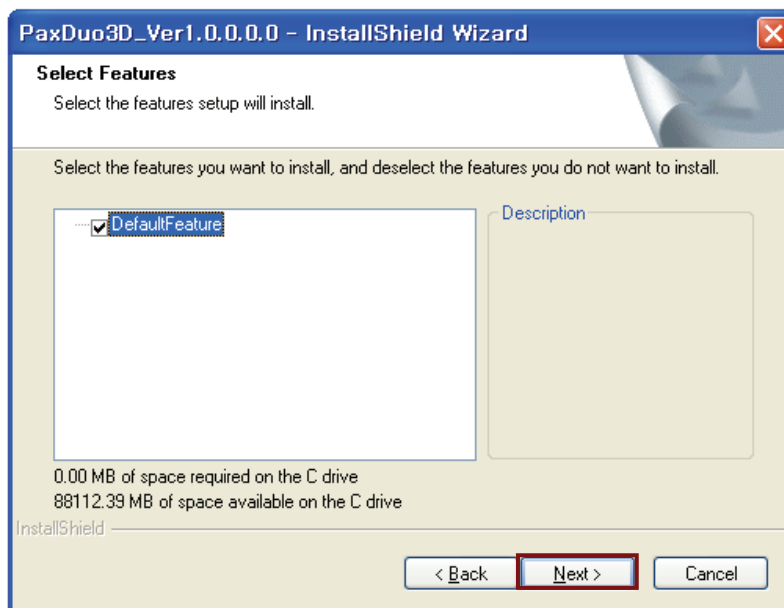 PaxDuo3D_Ver1.0.0.0.0 - InstallShield Wizard
Select Features
Select the features setup will install.
Select the features you want to install, and deselect the features you do not want to install.
DefaultFeature
Description
0.00 MB of space required on the C drive
88112.39 MB of space available on the C drive
InstallShield
< Back
Next >
Cancel